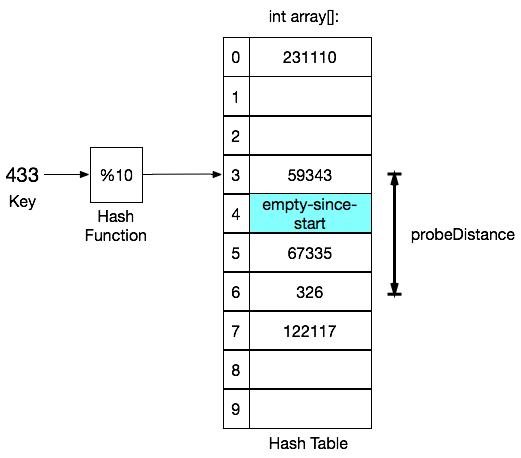 int array[]:
0 231110
1
2
433
Key
%10
Hash
Function
3 59343
4 empty-since-
start
5 67335
6 326
7 122117
8
9
probeDistance
Hash Table